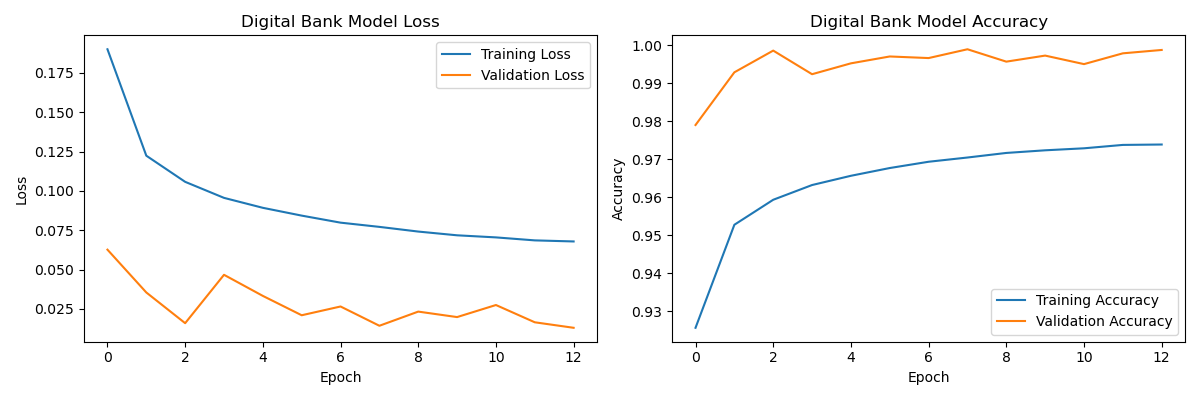 Digital Bank Model Loss
Training Loss
Validation Loss
0.175
0.150
0.125
0.100
0.075
0.050
0.025
Loss
0 2 4 6 8 10 12
Epoch
Digital Bank Model Accuracy
1.00
0.99
0.98
0.97
0.96
0.95
0.94
0.93
Accuracy
Training Accuracy
Validation Accuracy
0 2 4 6 8 10 12
Epoch